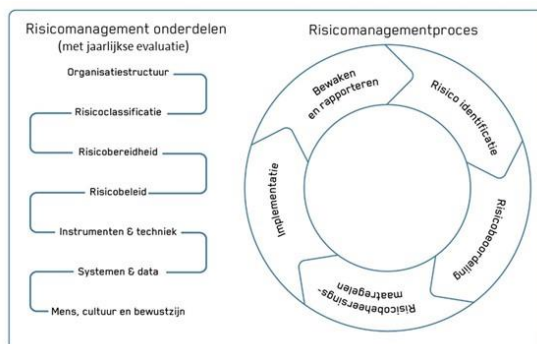 Risicomanagement onderdelen
(met jaarlijkse evaluatie)
Organisatiestructuur
Risicoclassificatie
Risicobereidheid
Risicobeleid
Instrumenten & techniek
Systemen & data
Mens, cultuur en bewustzijn
Risicomanagementproces
Bewaken
en rapporteren
Risico identificatie
Risicobeoordeling
Risicobeheersings-
maatregelen
Implementatie